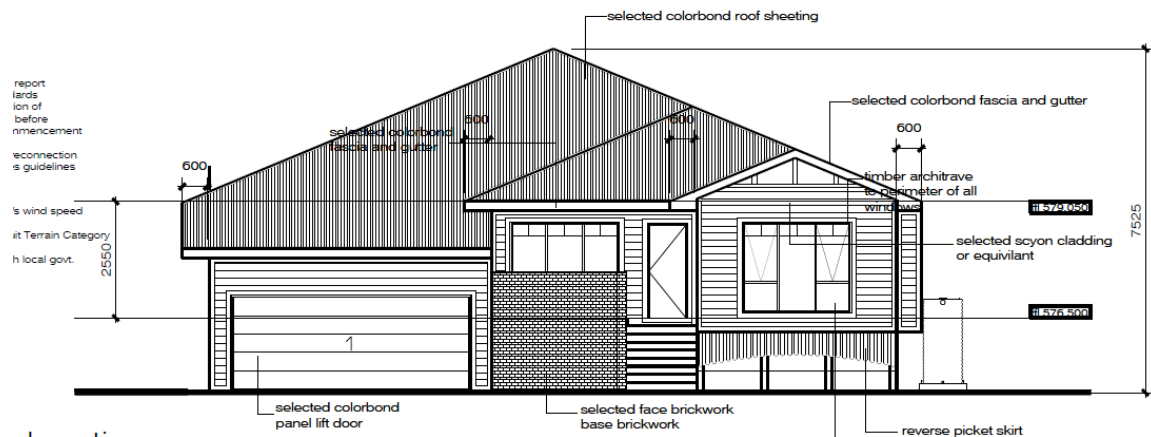 selected colorbond roof sheeting
report
dards
tion of
before
mmencement
reconnection
s guidelines
's wind speed
it Terrain Category
h local govt.
selected colorbond
fascia and gutter
600
600
600
600
selected colorbond fascia and gutter
timber architrave
to perimeter of all
windows
579.050
selected scyon cladding
or equivilant
576.500
2550
7525
1
selected colorbond
panel lift door
selected face brickwork
base brickwork
reverse picket skirt